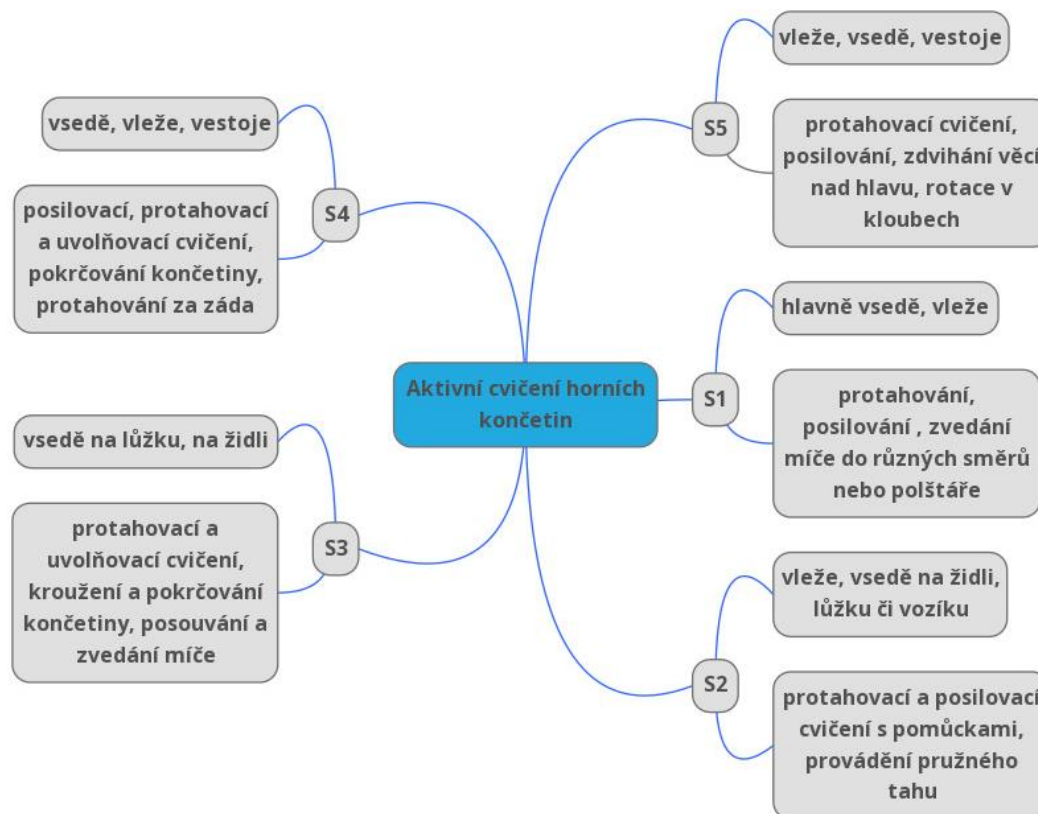 Aktivní cvičení horních
končetin
S5
vleže, vsedě, vestoje
protahovací cvičení,
posilování, zdvihání věcí
nad hlavu, rotace v
kloubech
S1
hlavně vsedě, vleže
protahování,
posilování , zvedání
míče do různých směrů
nebo polštáře
S2
vleže, vsedě na židli,
lůžku či vozíku
protahovací a posilovací
cvičení s pomůckami,
provádění pružného
tahu
S4
vsedě, vleže, vestoje
posilovací, protahovací
a uvolňovací cvičení,
pokrčování končetiny,
protahování za záda
S3
vsedě na lůžku, na židli
protahovací a
uvolňovací cvičení,
kroužení a pokrčování
končetiny, posouvání a
zvedání míče